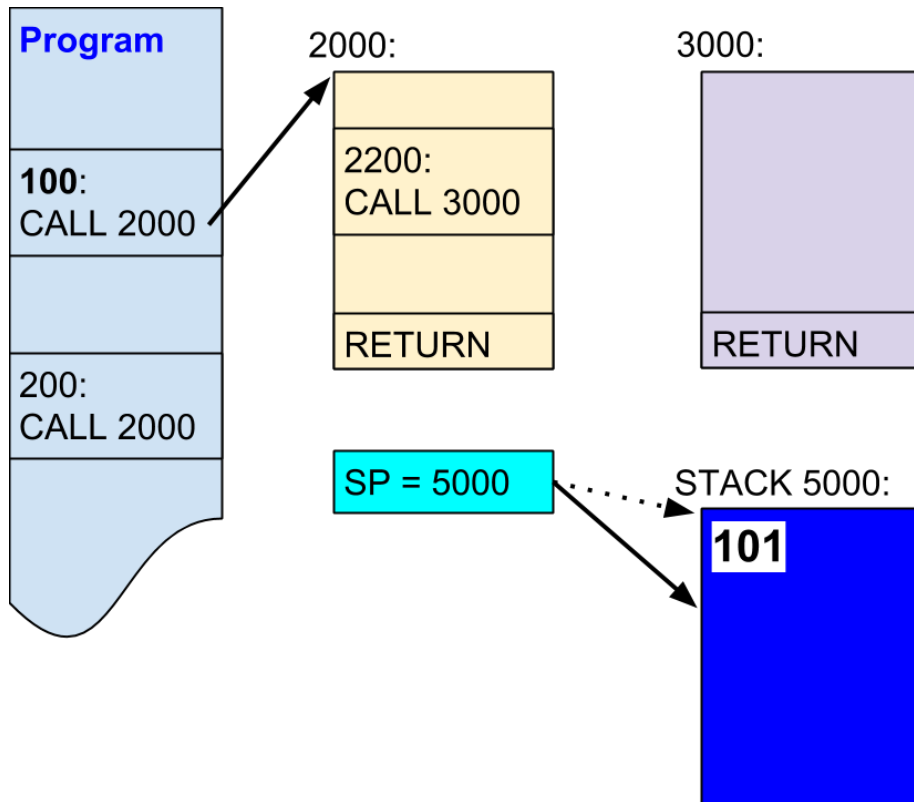 Program
100:
CALL 2000
200:
CALL 2000
2000:
2200:
CALL 3000
RETURN
3000:
RETURN
SP = 5000
STACK 5000:
101